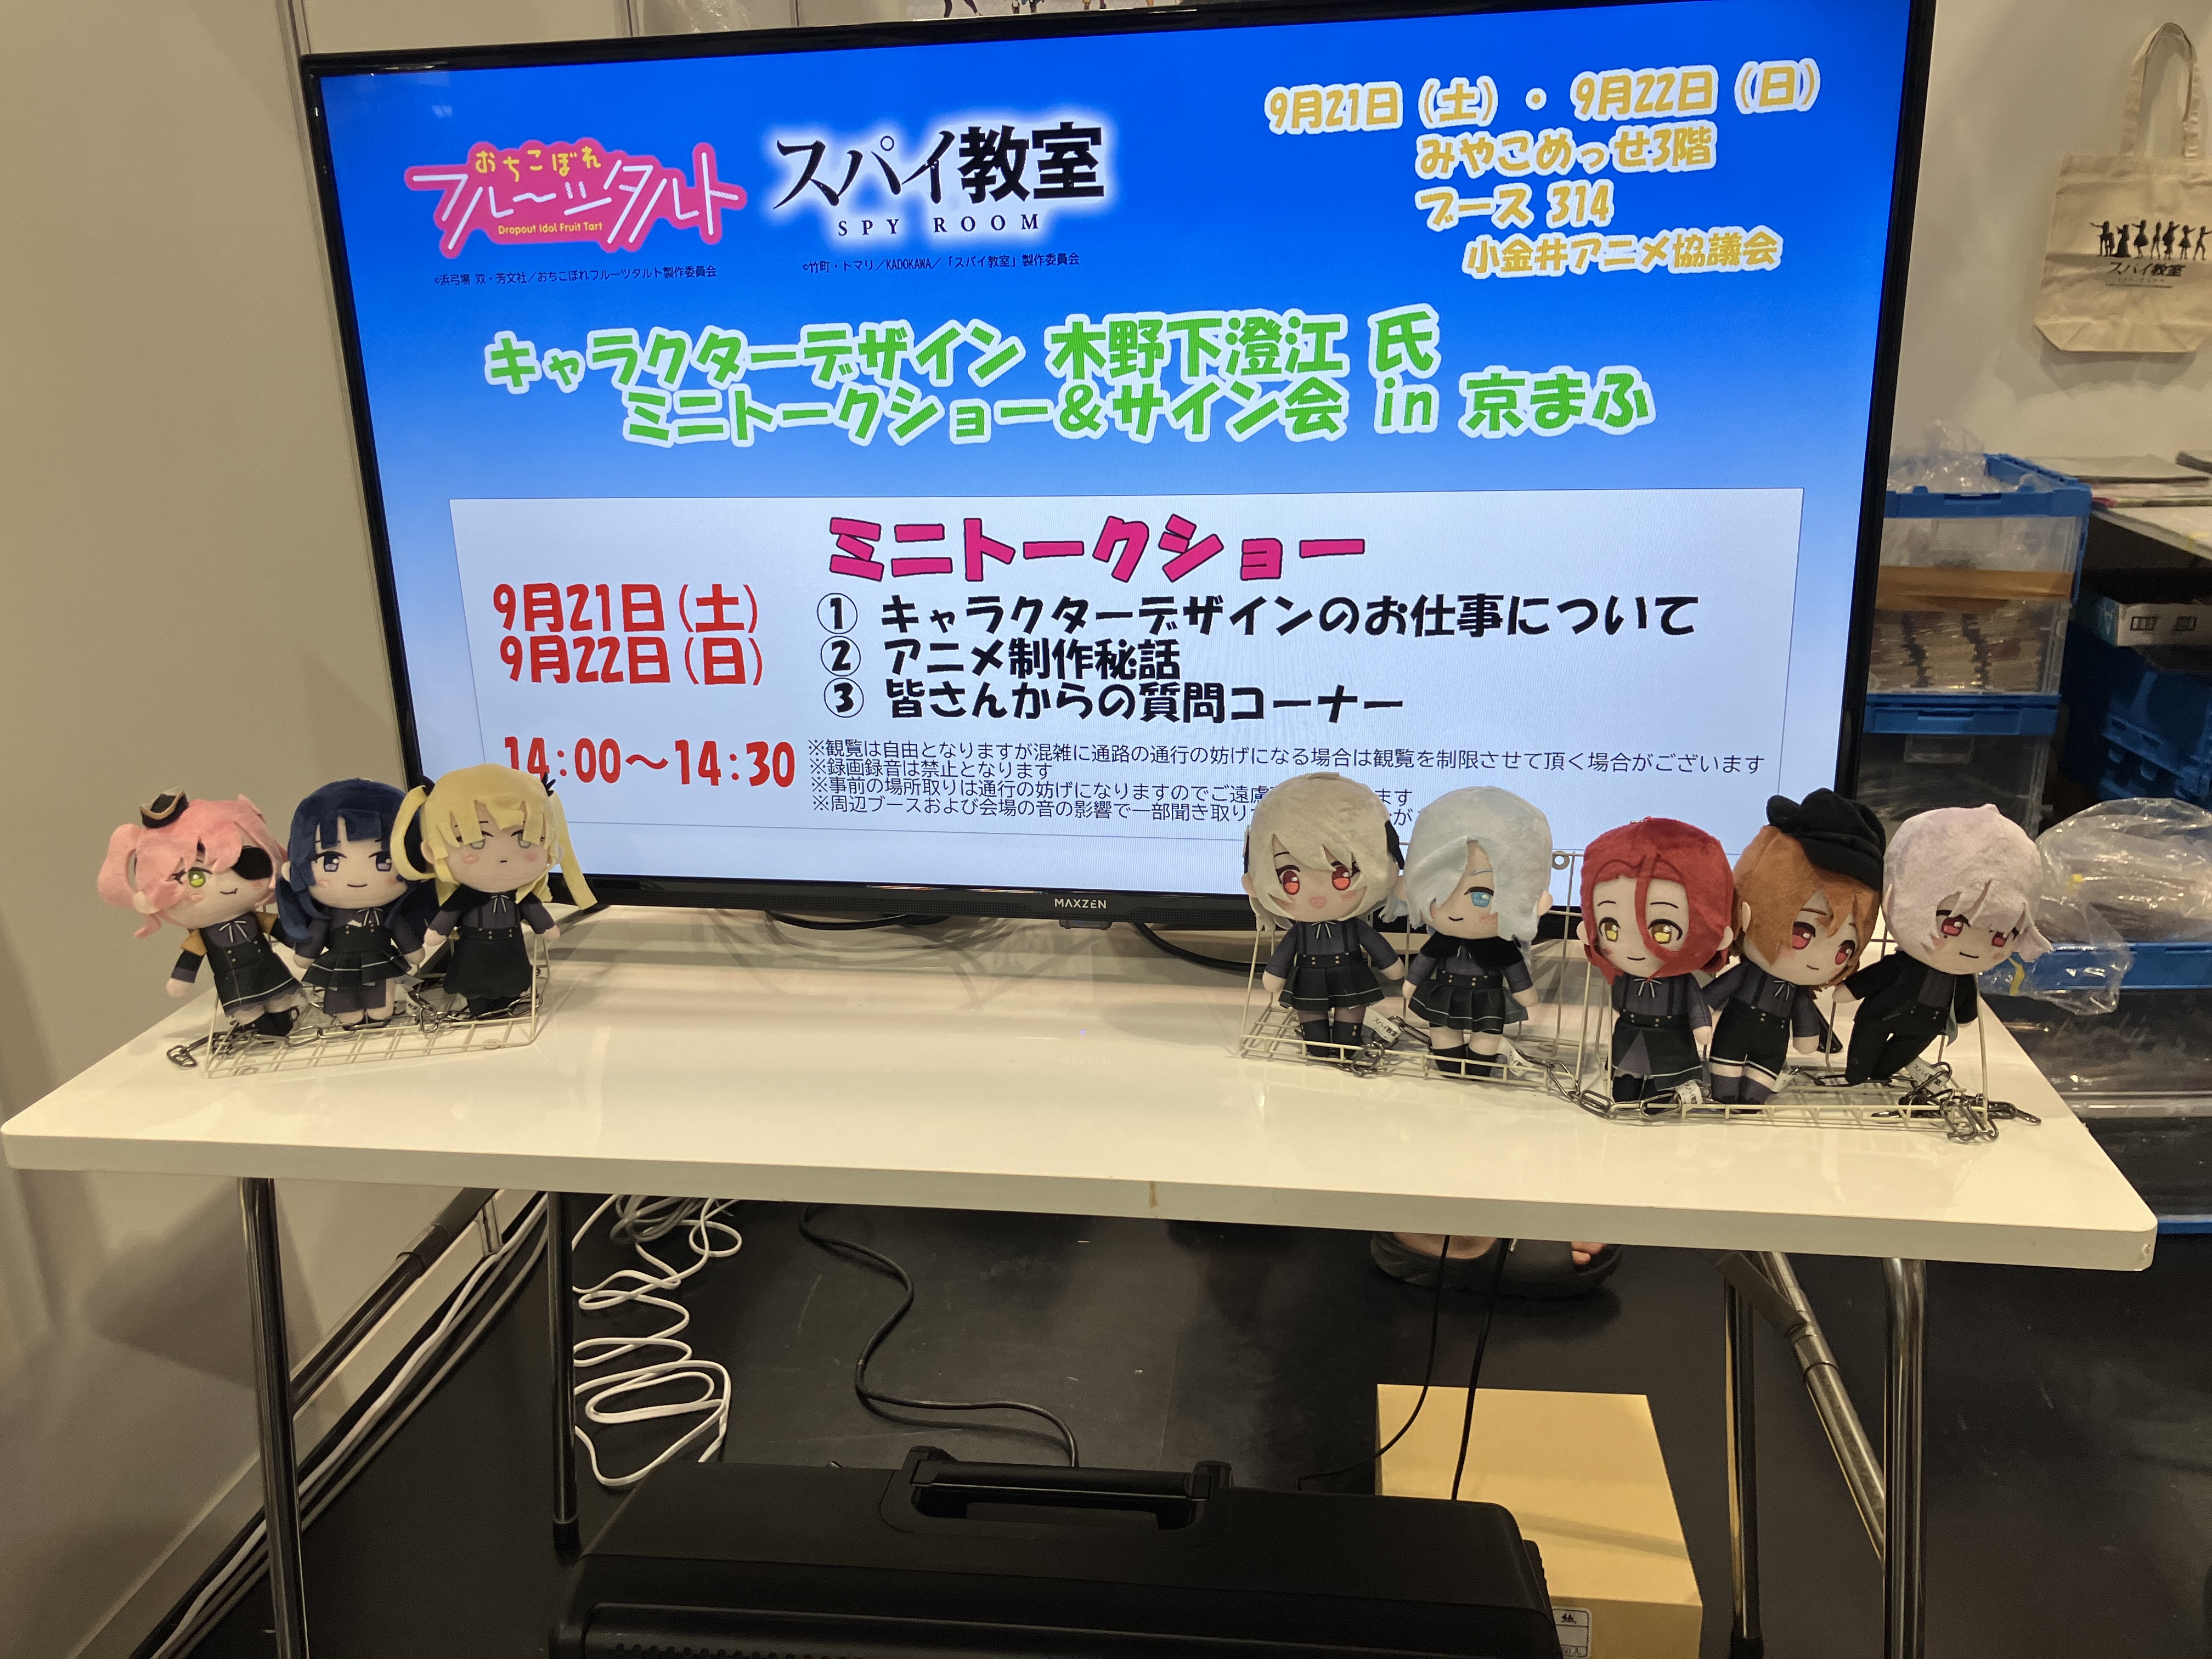 おちこぼれ
フルーツタルト
Dropout Idol Fruit Tart
©浜弓場 双・芳文社／おちこぼれフルーツタルト製作委員会
スパイ教室
SPY ROOM
©竹町・トマリ／KADOKAWA／「スパイ教室」製作委員会
9月21日（土）・9月22日（日）
みやこめっせ3階
ブース 314
小金井アニメ協議会
キャラクターデザイン 木野下澄江 氏
ミニトークショー＆サイン会 in 京まふ
ミニトークショー
9月21日（土）
9月22日（日）
14:00～14:30
① キャラクターデザインのお仕事について
② アニメ制作秘話
③ 皆さんからの質問コーナー
※観覧は自由となりますが混雑に通路の通行の妨げになる場合は観覧を制限させて頂く場合がございます
※録画録音は禁止となります
※事前の場所取りは通行の妨げになりますのでご遠慮 ます
※周辺ブースおよび会場の音の影響で一部聞き取り が
MAXZEN
スパイ教室
スパイ教室